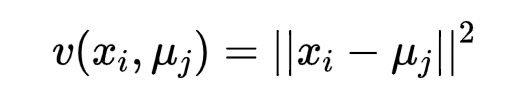 v(x_i, μ_j) = ||x_i − μ_j||^2